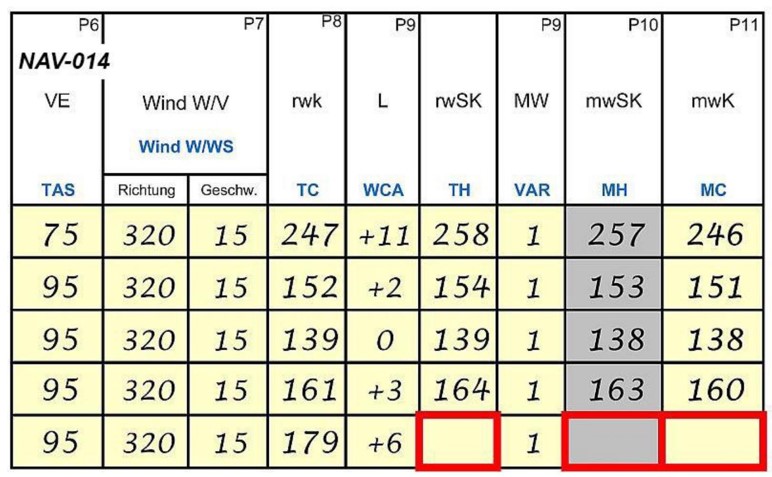 P6 P7 P8 P9 P9 P10 P11
NAV-014
VE Wind W/V rwk L rwSK MW mwSK mwK
Wind W/WS
TAS Richtung Geschw. TC WCA TH VAR MH MC
75 320 15 247 +11 258 1 257 246
95 320 15 152 +2 154 1 153 151
95 320 15 139 0 139 1 138 138
95 320 15 161 +3 164 1 163 160
95 320 15 179 +6 1